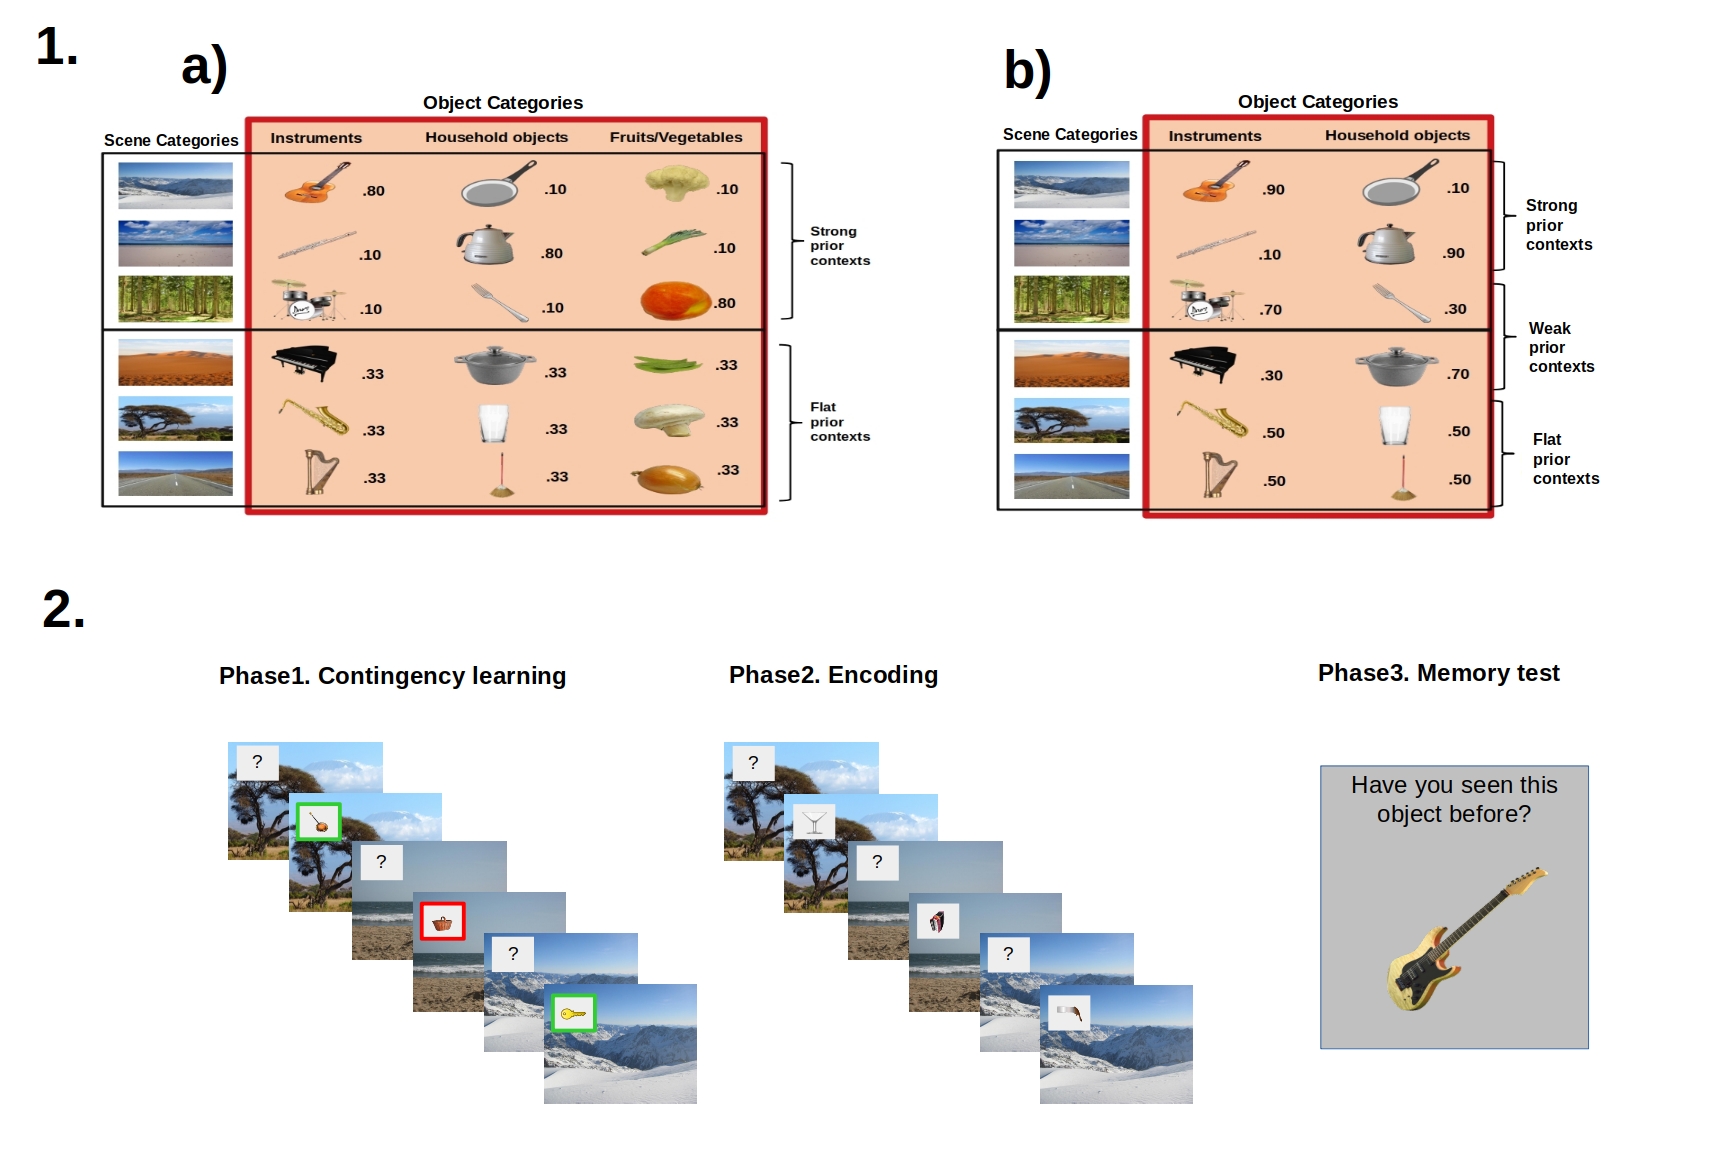 1.
a)
Object Categories
Scene Categories
Instruments
Household objects
Fruits/Vegetables
.80
.10
.10
.10
.80
.10
.10
.10
.80
.33
.33
.33
.33
.33
.33
.33
.33
.33
Strong
prior
contexts
Flat
prior
contexts
b)
Object Categories
Scene Categories
Instruments
Household objects
.90
.10
.10
.90
.70
.30
.30
.70
.50
.50
.50
.50
Strong
prior
contexts
Weak
prior
contexts
Flat
prior
contexts
2.
Phase1. Contingency learning
?
?
?
Phase2. Encoding
?
?
?
Phase3. Memory test
Have you seen this
object before?